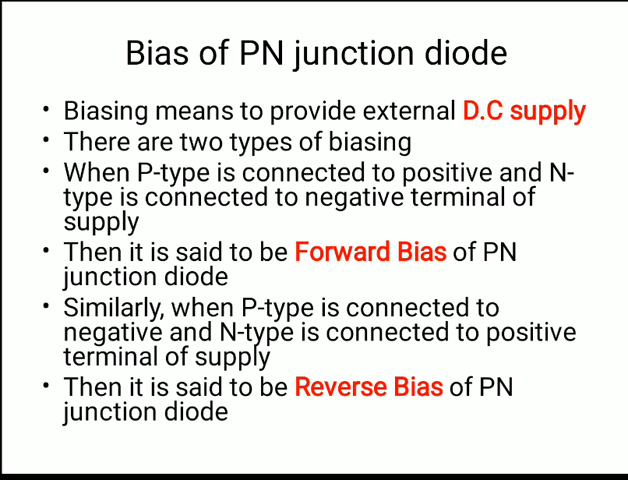 Bias of PN junction diode
• Biasing means to provide external D.C supply
• There are two types of biasing
• When P-type is connected to positive and N-
type is connected to negative terminal of
supply
• Then it is said to be Forward Bias of PN
junction diode
• Similarly, when P-type is connected to
negative and N-type is connected to positive
terminal of supply
• Then it is said to be Reverse Bias of PN
junction diode